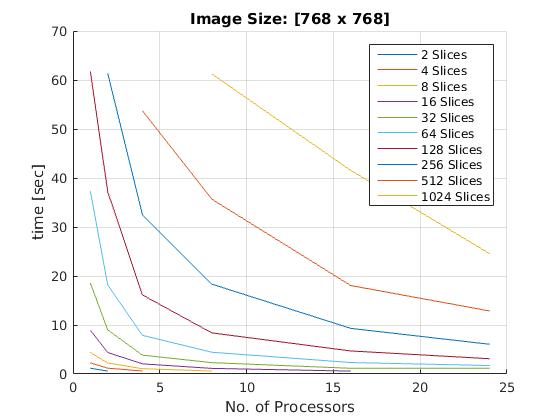 Image Size: [768 x 768]
70
60
50
40
30
20
10
0
time [sec]
2 Slices
4 Slices
8 Slices
16 Slices
32 Slices
64 Slices
128 Slices
256 Slices
512 Slices
1024 Slices
0 5 10 15 20 25
No. of Processors